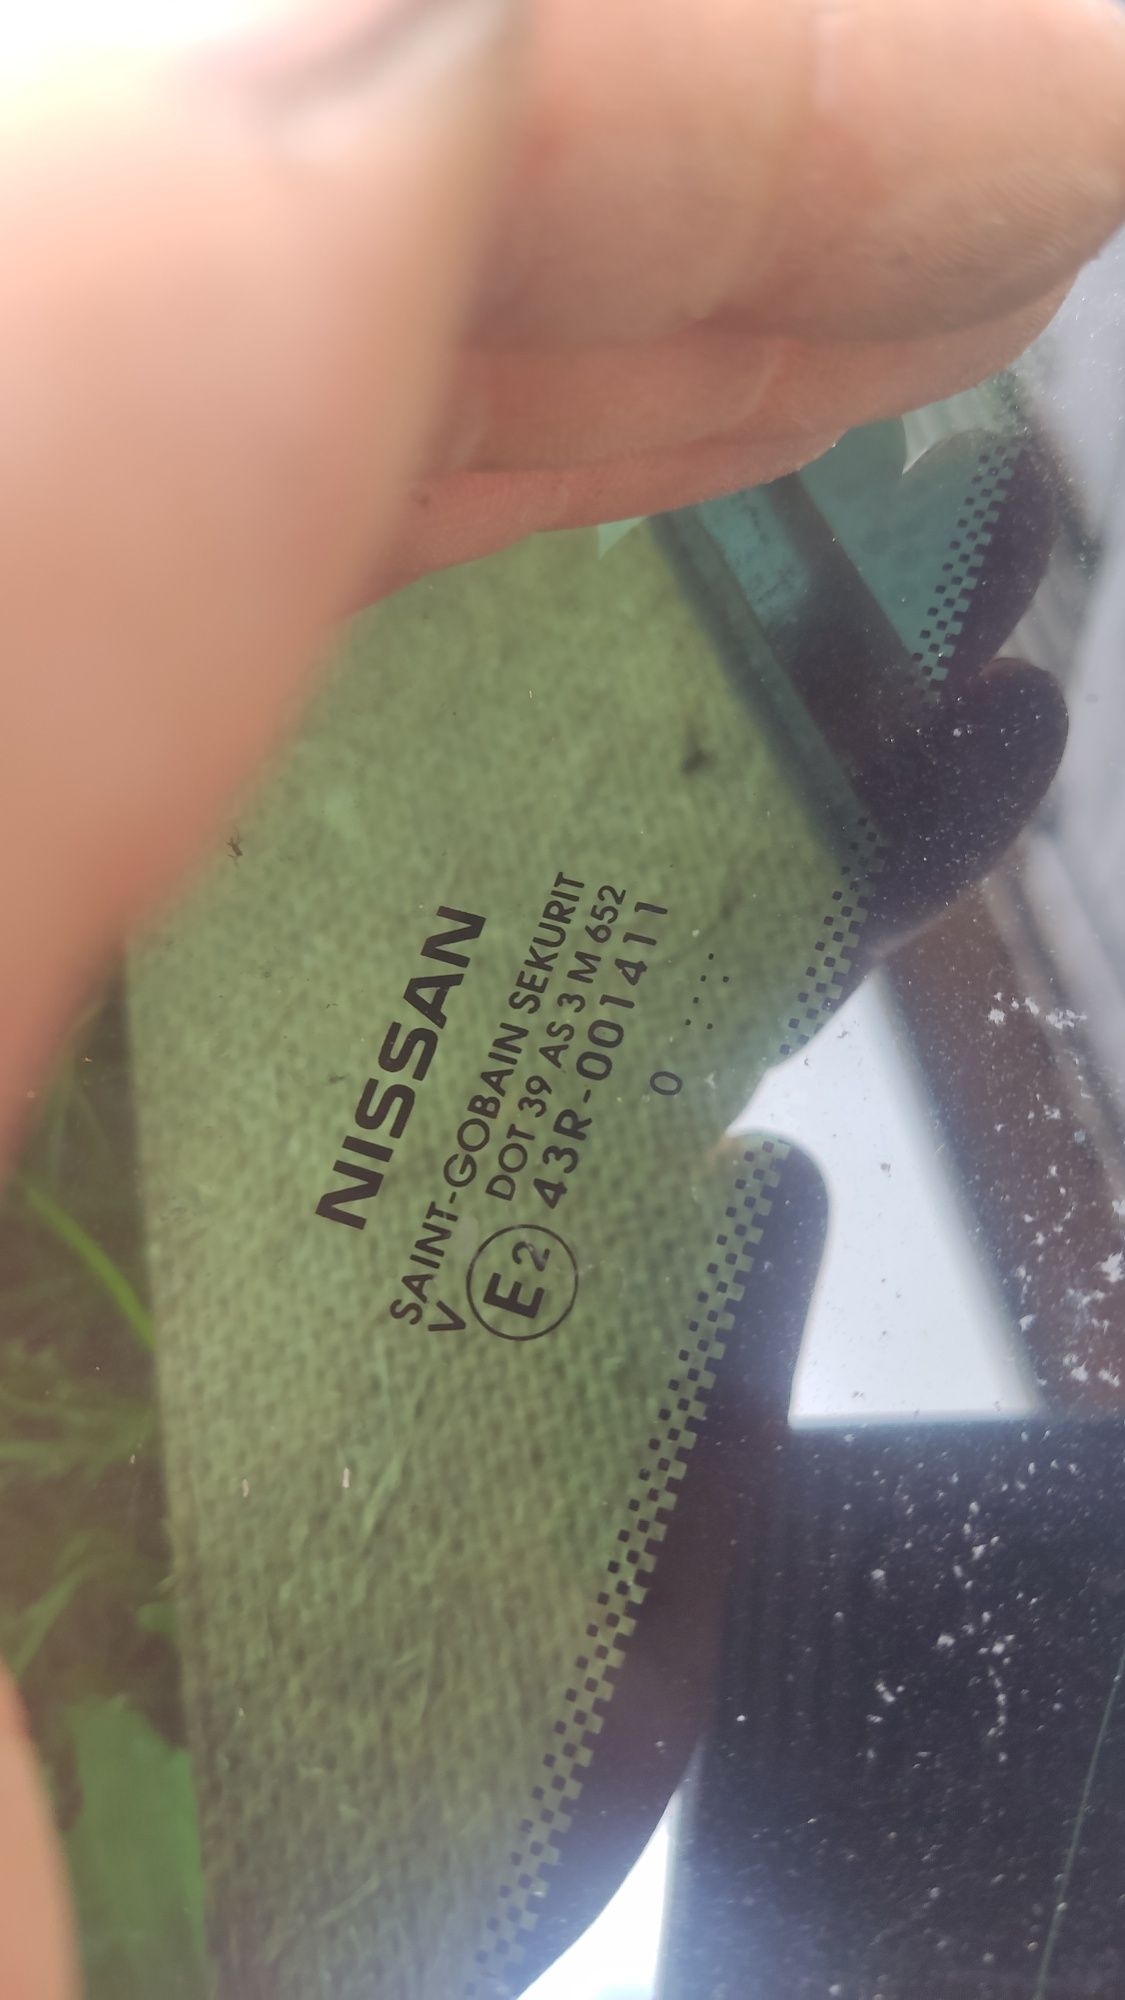 NISSAN
SAINT-GOBAIN SEKURIT
V DOT 39 AS 3 M 652
E2 43R-001411
0 .. : : :